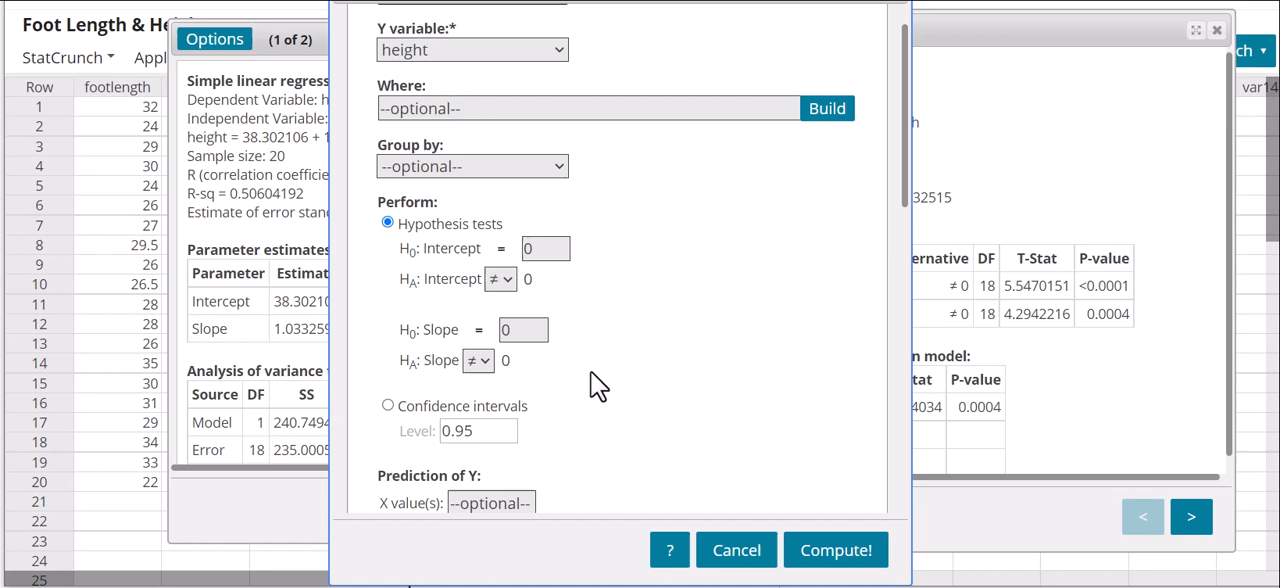 Foot Length & He
StatCrunch Appl
Row footlength
1 32
2 24
3 29
4 30
5 24
6 26
7 27
8 29.5
9 26
10 26.5
11 28
12 28
13 26
14 35
15 30
16 31
17 29
18 34
19 33
20 22
21
22
23
24
25
Options (1 of 2)
Simple linear regress
Dependent Variable: h
Independent Variable:
height = 38.302106 + 1
Sample size: 20
R (correlation coefficie
R-sq = 0.50604192
Estimate of error stan
Parameter estimates
Parameter Estimat
Intercept 38.30210
Slope 1.033259
Analysis of variance
Source DF SS
Model 1 240.7494
Error 18 235.0005
Y variable:*
height
Where:
--optional-- Build
Group by:
--optional--
Perform:
Hypothesis tests
H0: Intercept = 0
HA: Intercept ≠ 0
H0: Slope = 0
HA: Slope ≠ 0
Confidence intervals
Level: 0.95
Prediction of Y:
X value(s): --optional--
? Cancel Compute!
h
32515
ernative DF T-Stat P-value
≠ 0 18 5.5470151 <0.0001
≠ 0 18 4.2942216 0.0004
n model:
tat P-value
4034 0.0004
< >
ch
var14